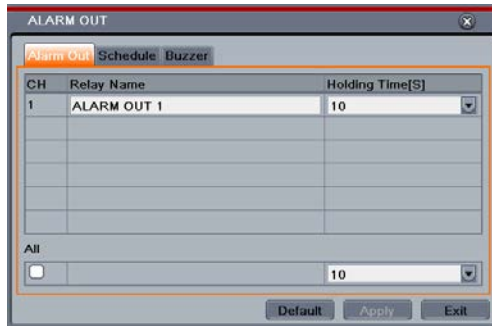 ALARM OUT
Alarm Out Schedule Buzzer
CH Relay Name Holding Time[S]
1 ALARM OUT 1 10
All
10
Default Apply Exit